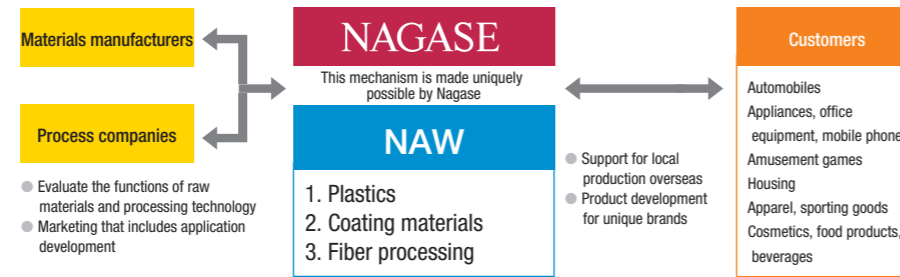 Materials manufacturers
Process companies
Evaluate the functions of raw
materials and processing technology
Marketing that includes application
development
NAGASE
This mechanism is made uniquely
possible by Nagase
NAW
1. Plastics
2. Coating materials
3. Fiber processing
Support for local
production overseas
Product development
for unique brands
Customers
Automobiles
Appliances, office
equipment, mobile phone
Amusement games
Housing
Apparel, sporting goods
Cosmetics, food products,
beverages